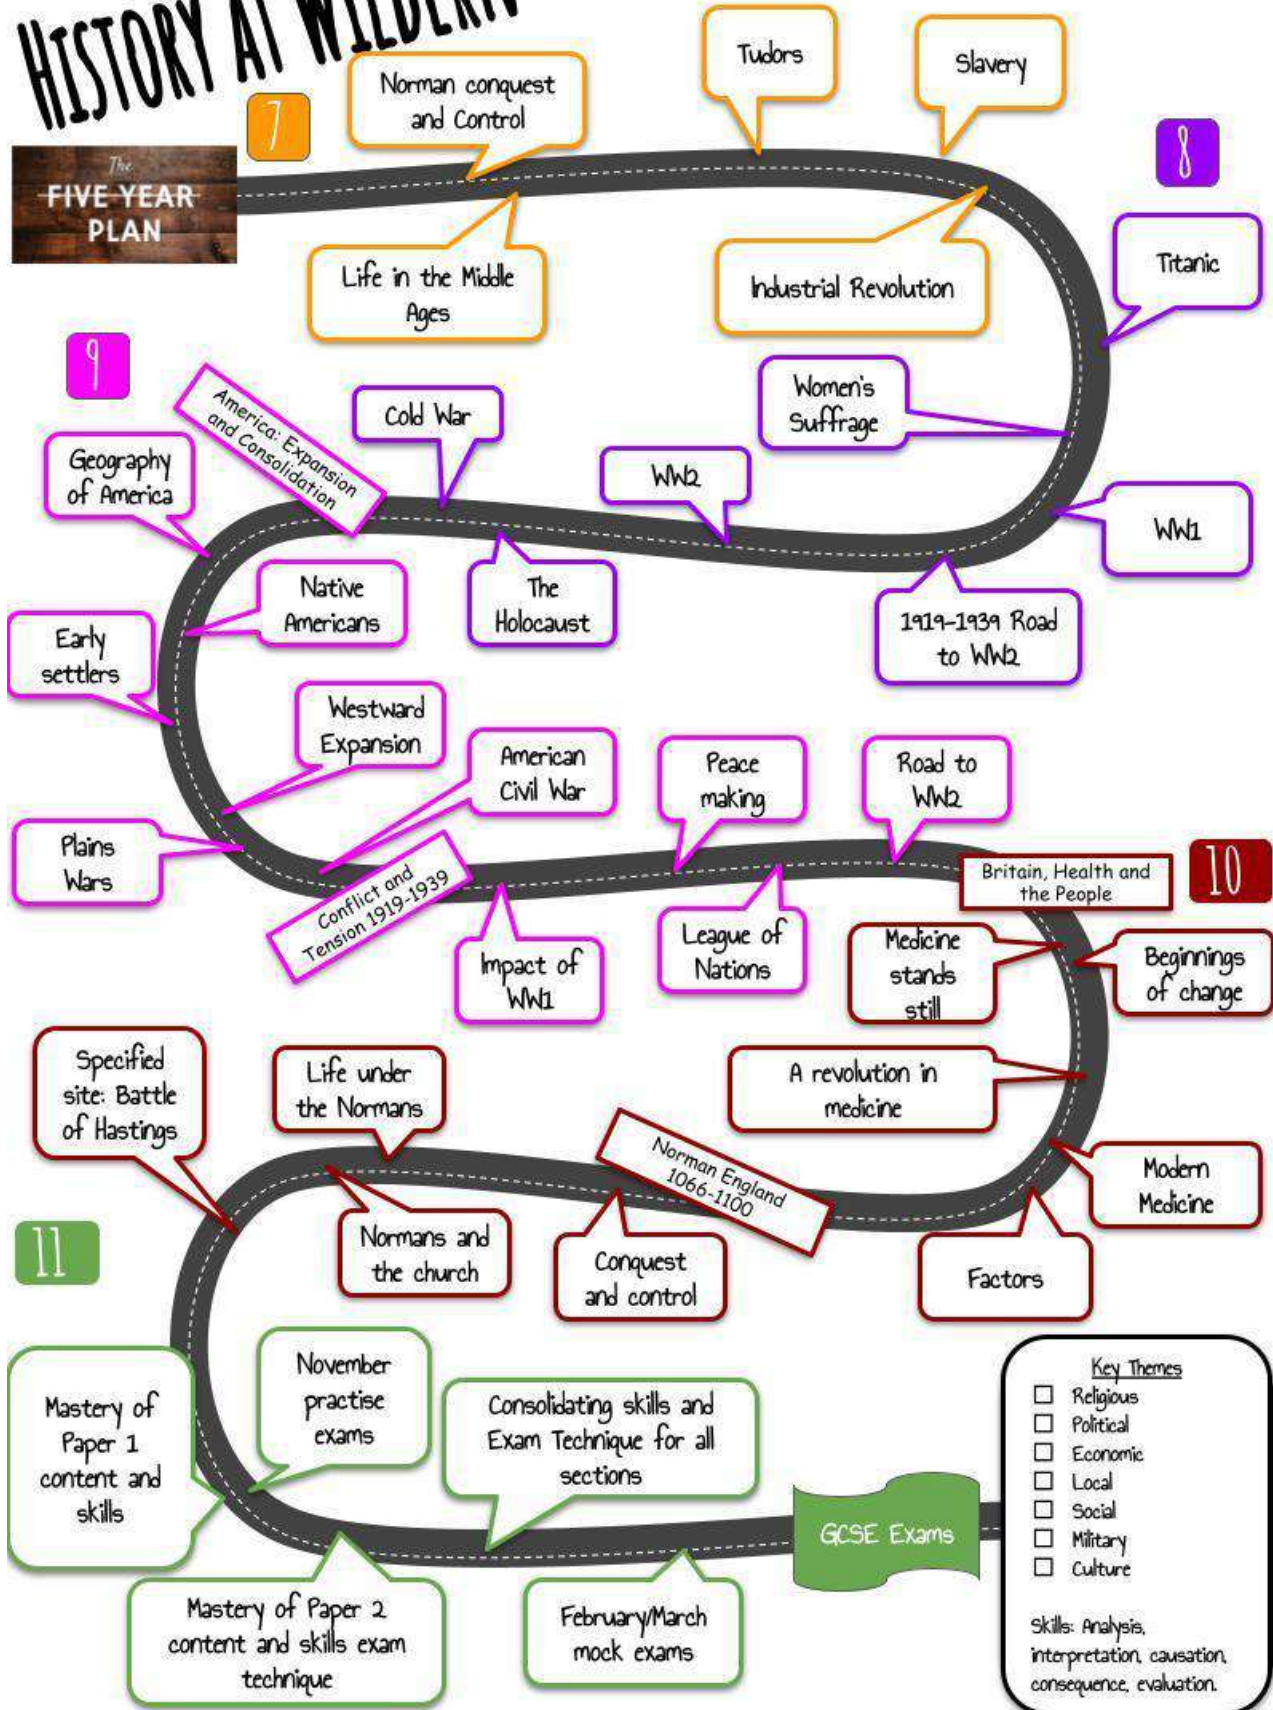 HISTORY AT
7
Norman conquest
and Control
Tudors
Slavery
8
The
FIVE YEAR
PLAN
Life in the Middle
Ages
Industrial Revolution
Titanic
9
America: Expansion
and Consolidation
Cold War
Women's
Suffrage
Geography
of America
WW2
WW1
Native
Americans
The
Holocaust
1919-1939 Road
to WW2
Early
settlers
Westward
Expansion
American
Civil War
Peace
making
Road to
WW2
Plains
Wars
Conflict and
Tension 1919-1939
Britain, Health and
the People
10
Impact of
WW1
League of
Nations
Medicine
stands
still
Beginnings
of change
Specified
site: Battle
of Hastings
Life under
the Normans
A revolution in
medicine
Norman England
1066-1100
Modern
Medicine
11
Normans and
the church
Conquest
and control
Factors
Mastery of
Paper 1
content and
skills
November
practise
exams
Consolidating skills and
Exam Technique for all
sections
GCSE Exams
Mastery of Paper 2
content and skills exam
technique
February/March
mock exams
Key Themes
Religious
Political
Economic
Local
Social
Military
Culture
Skills: Analysis,
interpretation, causation,
consequence, evaluation.